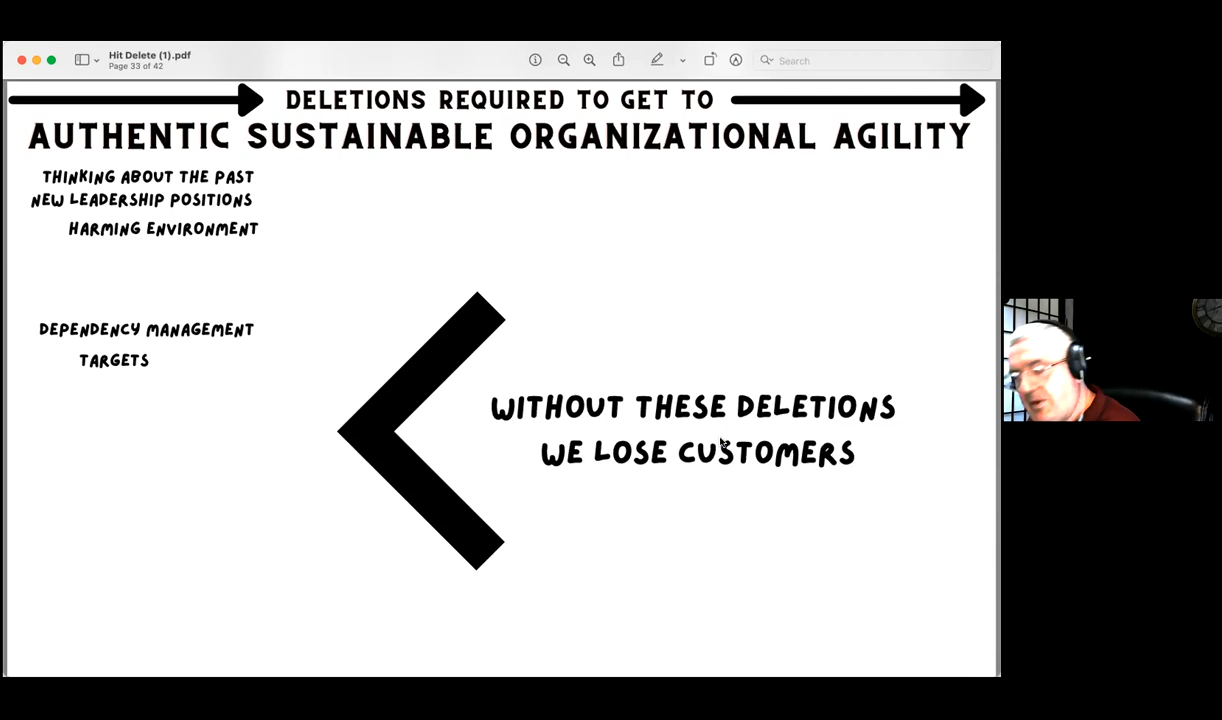 Hit Delete (1).pdf
Page 33 of 42
Search
DELETIONS REQUIRED TO GET TO
AUTHENTIC SUSTAINABLE ORGANIZATIONAL AGILITY
THINKING ABOUT THE PAST
NEW LEADERSHIP POSITIONS
HARMING ENVIRONMENT
DEPENDENCY MANAGEMENT
TARGETS
WITHOUT THESE DELETIONS
WE LOSE CUSTOMERS